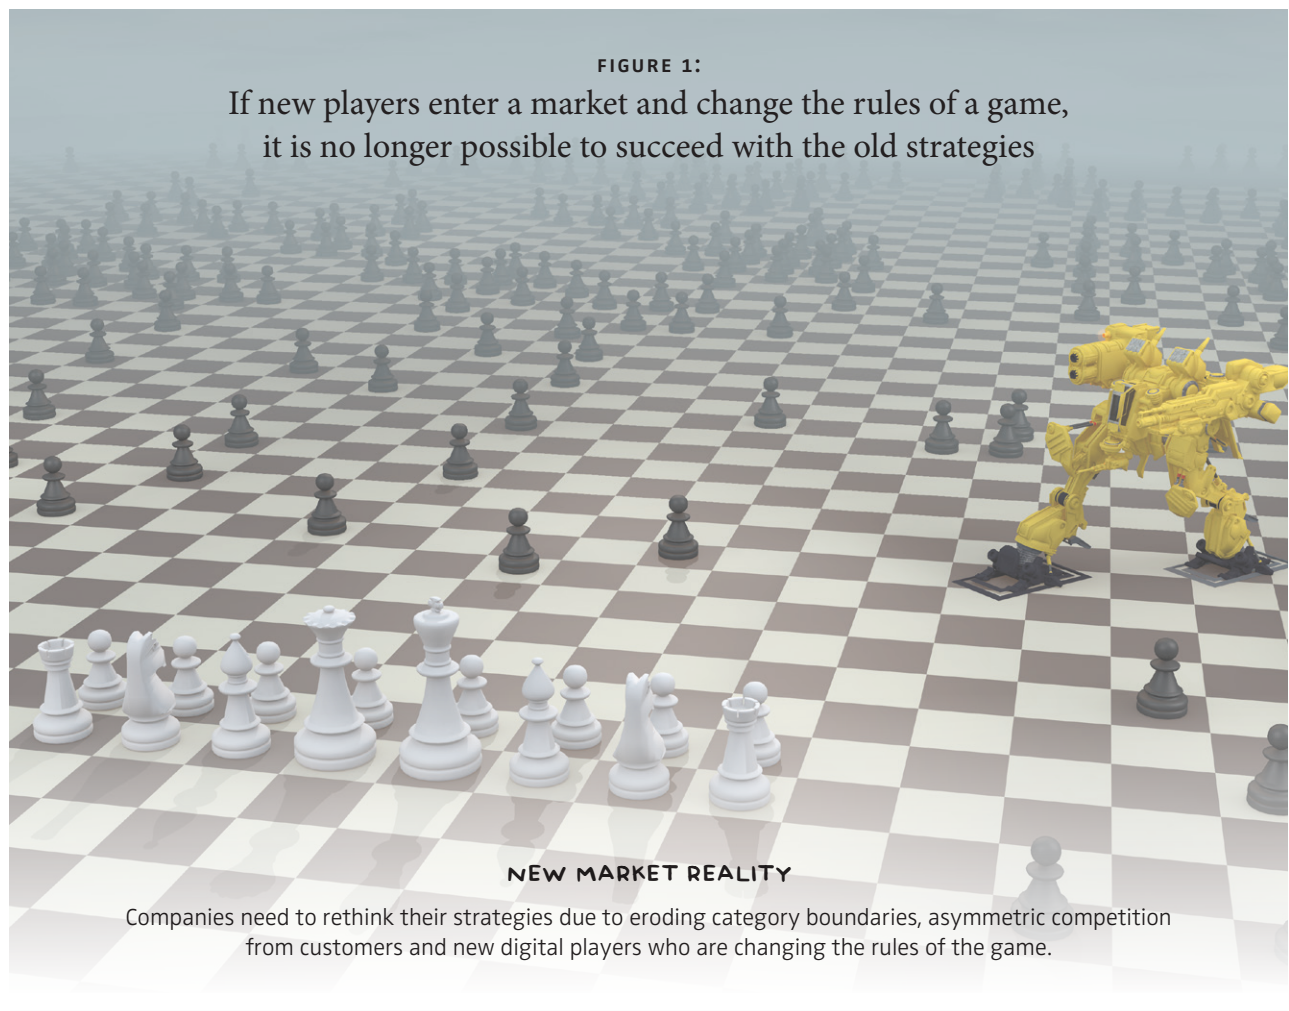 FIGURE 1:
If new players enter a market and change the rules of a game,
it is no longer possible to succeed with the old strategies
NEW MARKET REALITY
Companies need to rethink their strategies due to eroding category boundaries, asymmetric competition
from customers and new digital players who are changing the rules of the game.